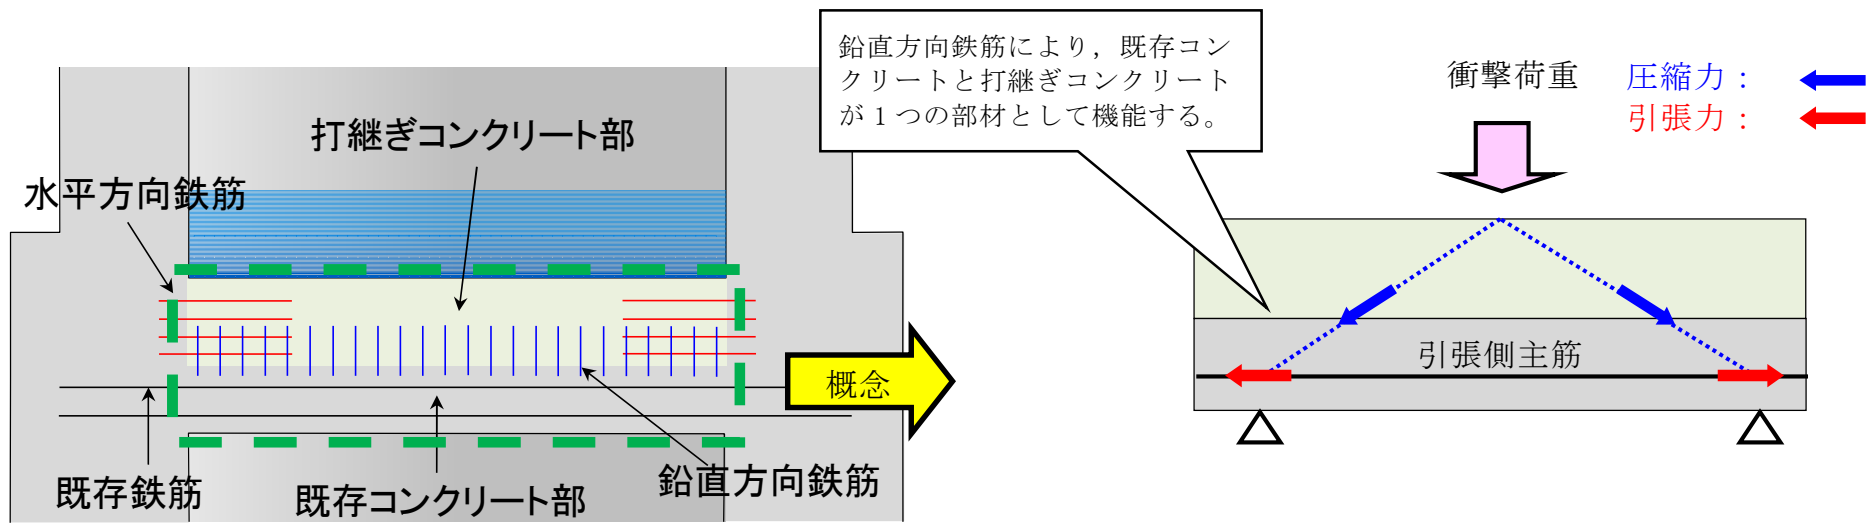 鉛直方向鉄筋により，既存コン
クリートと打継ぎコンクリート
が１つの部材として機能する。
打継ぎコンクリート部
水平方向鉄筋
既存鉄筋
既存コンクリート部
鉛直方向鉄筋
概念
衝撃荷重
圧縮力：
引張力：
引張側主筋